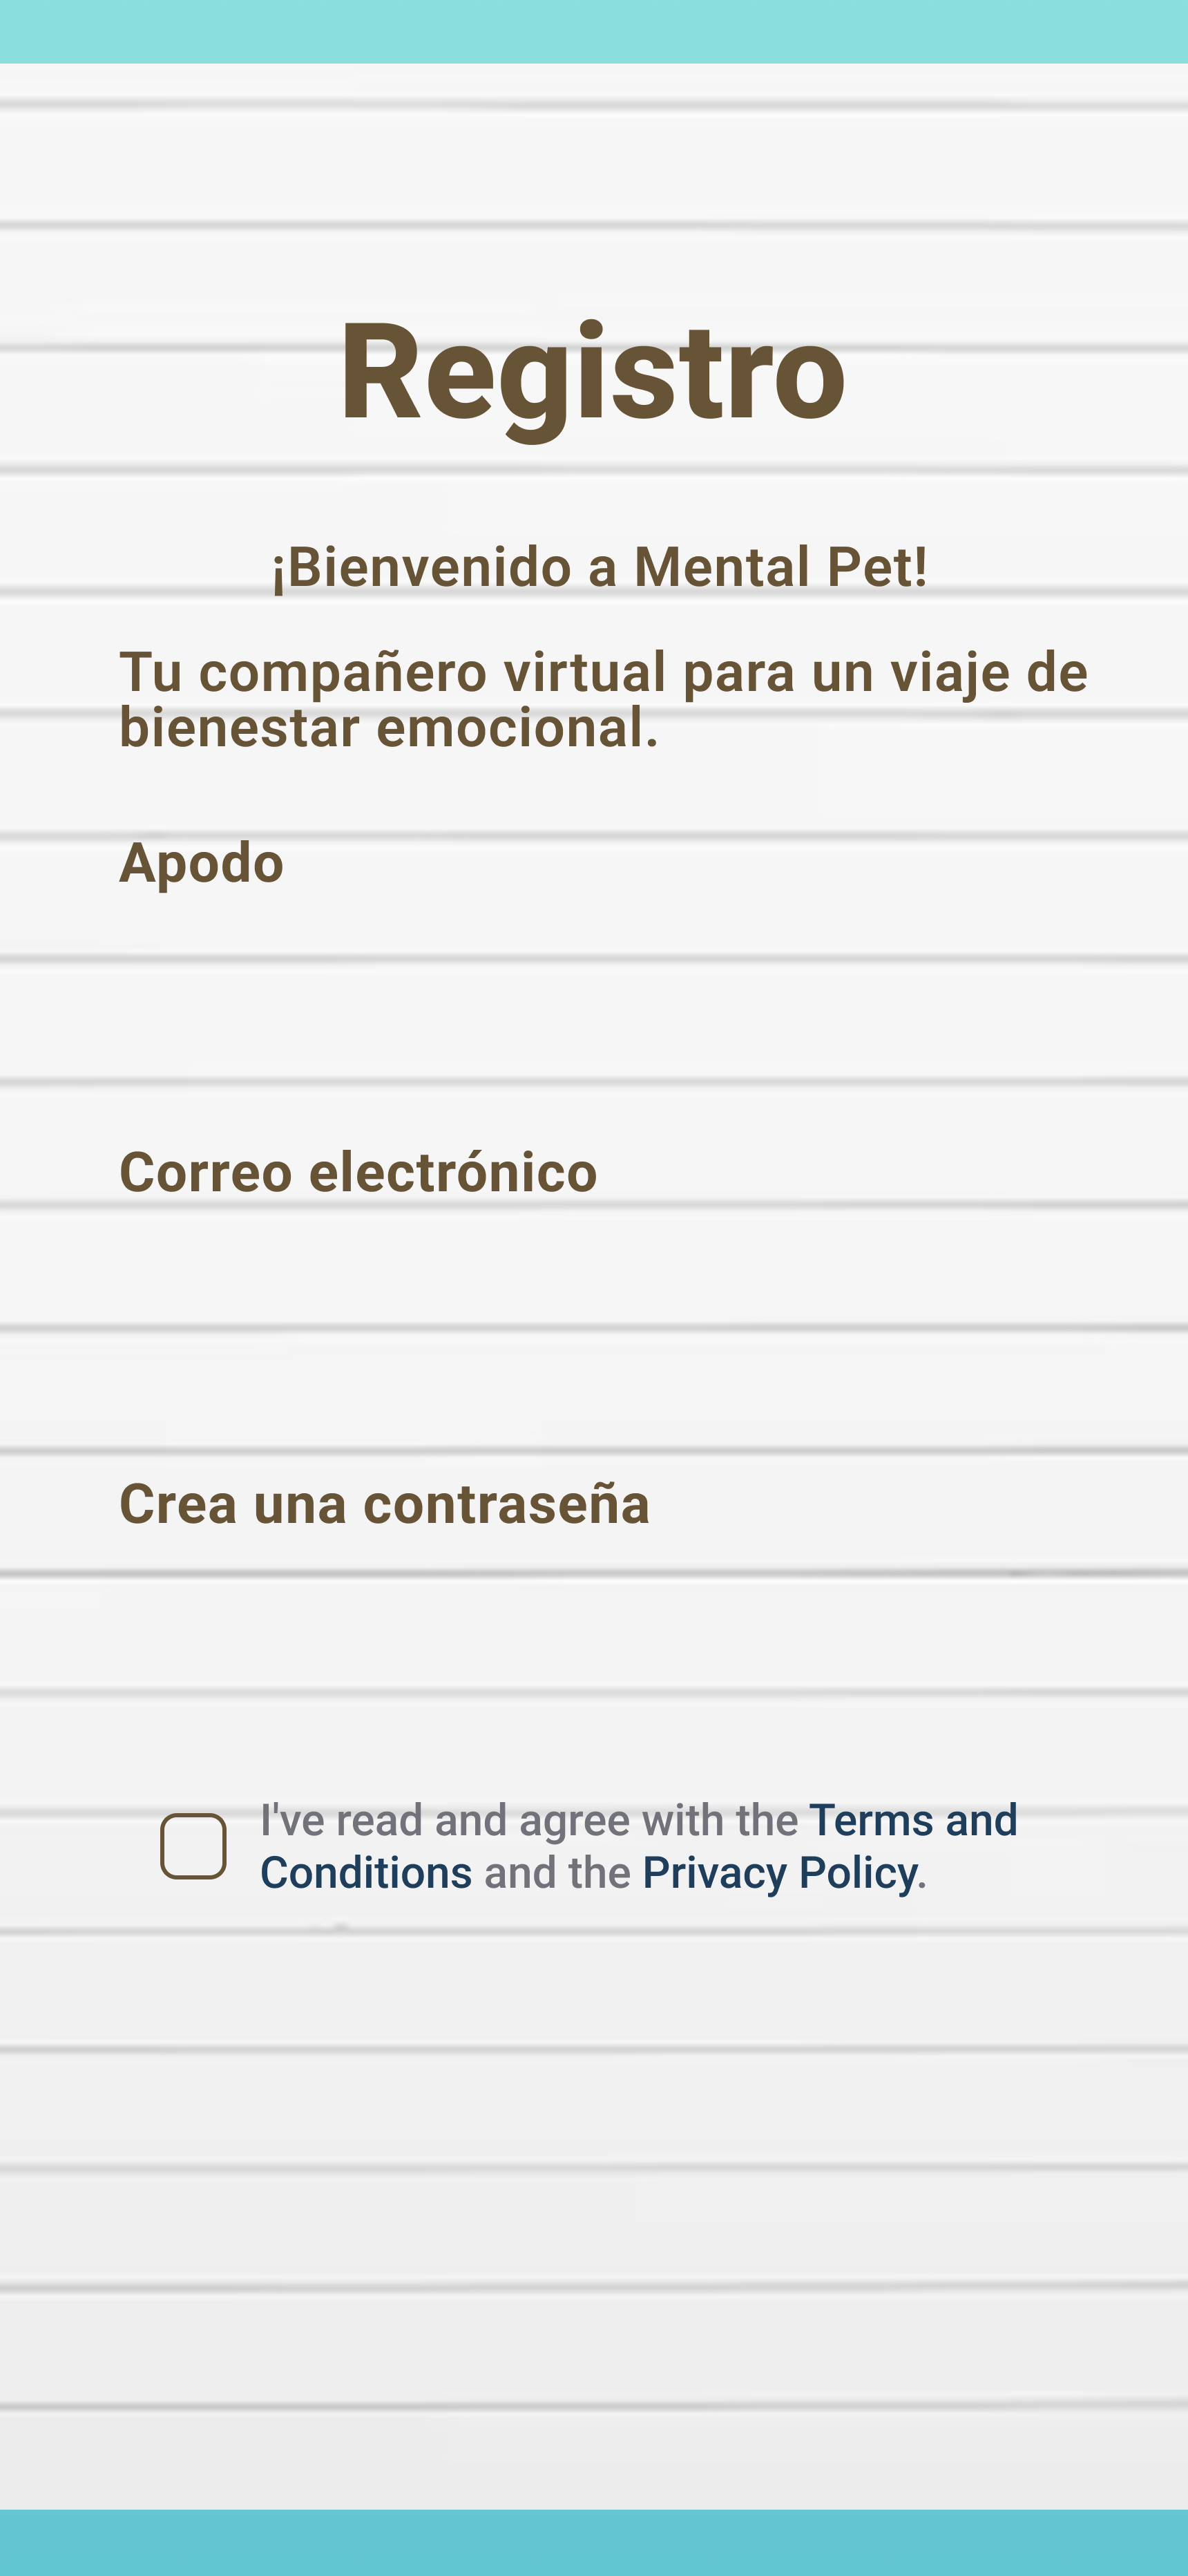 Registro
¡Bienvenido a Mental Pet!
Tu compañero virtual para un viaje de
bienestar emocional.
Apodo
Correo electrónico
Crea una contraseña
I've read and agree with the Terms and
Conditions and the Privacy Policy.